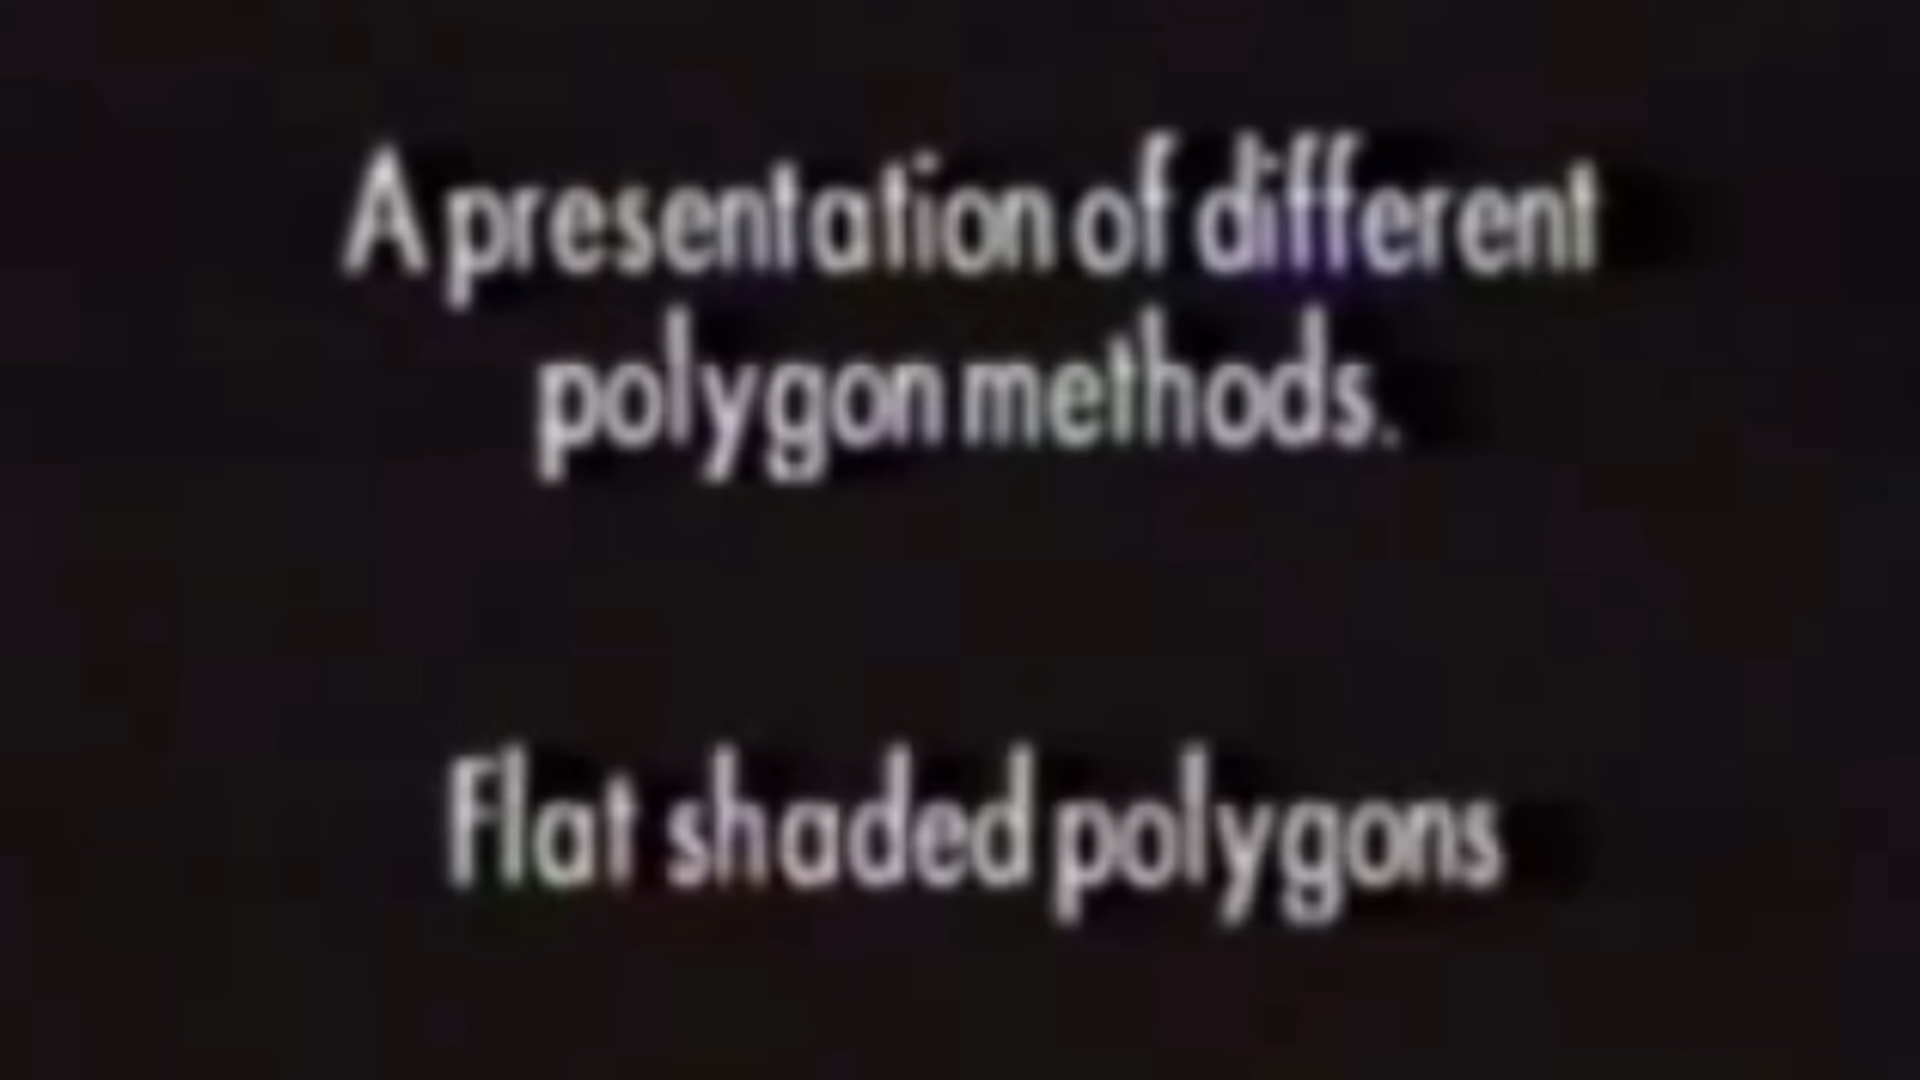 A presentation of different
polygon methods.
Flat shaded polygons